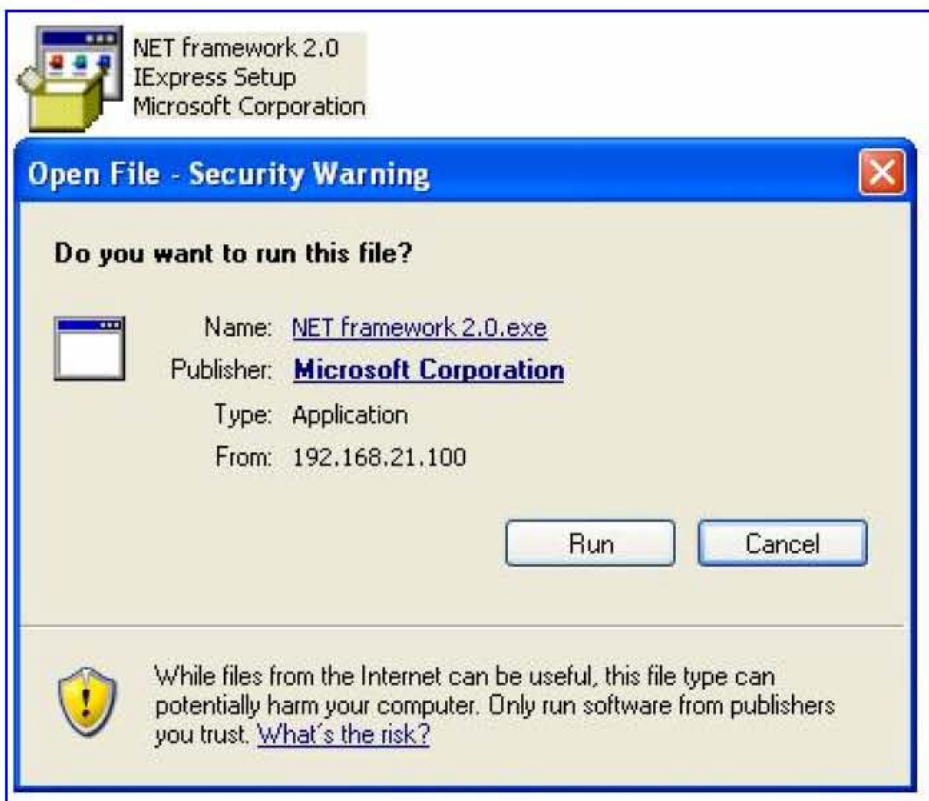 NET framework 2.0
IExpress Setup
Microsoft Corporation
Open File - Security Warning
Do you want to run this file?
Name: NET framework 2.0.exe
Publisher: Microsoft Corporation
Type: Application
From: 192.168.21.100
Run Cancel
While files from the Internet can be useful, this file type can
potentially harm your computer. Only run software from publishers
you trust. What's the risk?